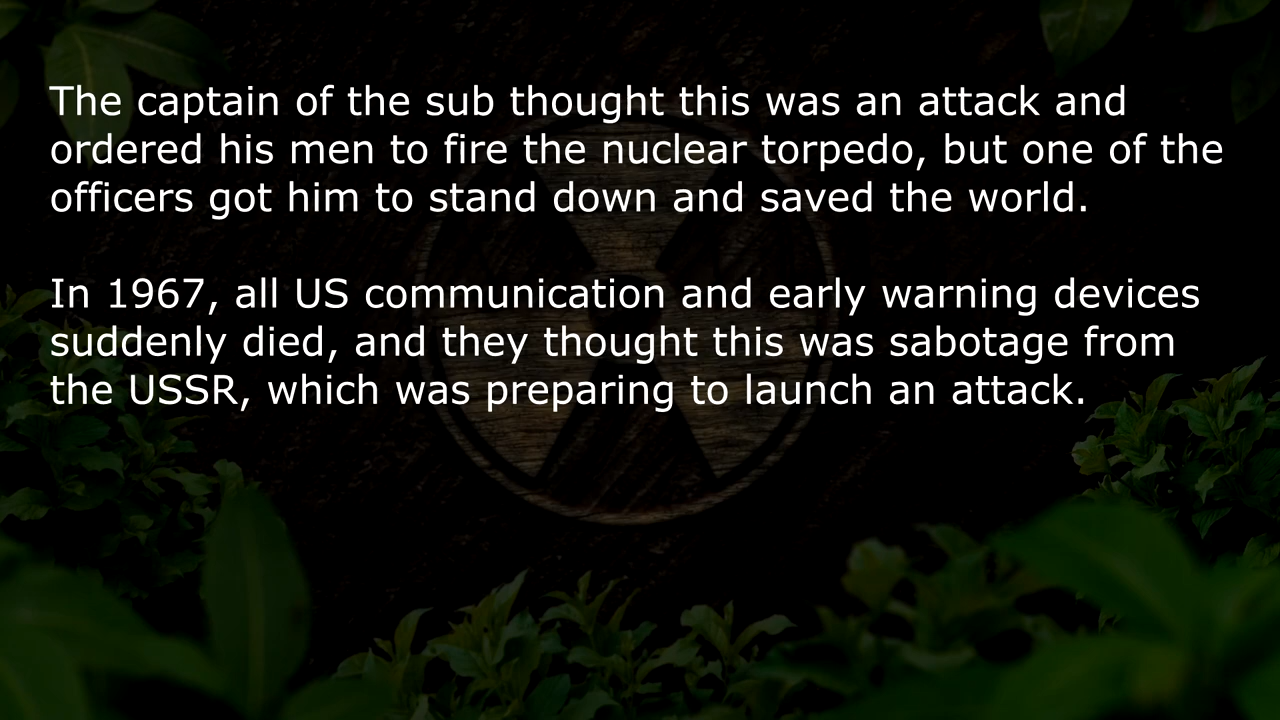 The captain of the sub thought this was an attack and
ordered his men to fire the nuclear torpedo, but one of the
officers got him to stand down and saved the world.
In 1967, all US communication and early warning devices
suddenly died, and they thought this was sabotage from
the USSR, which was preparing to launch an attack.